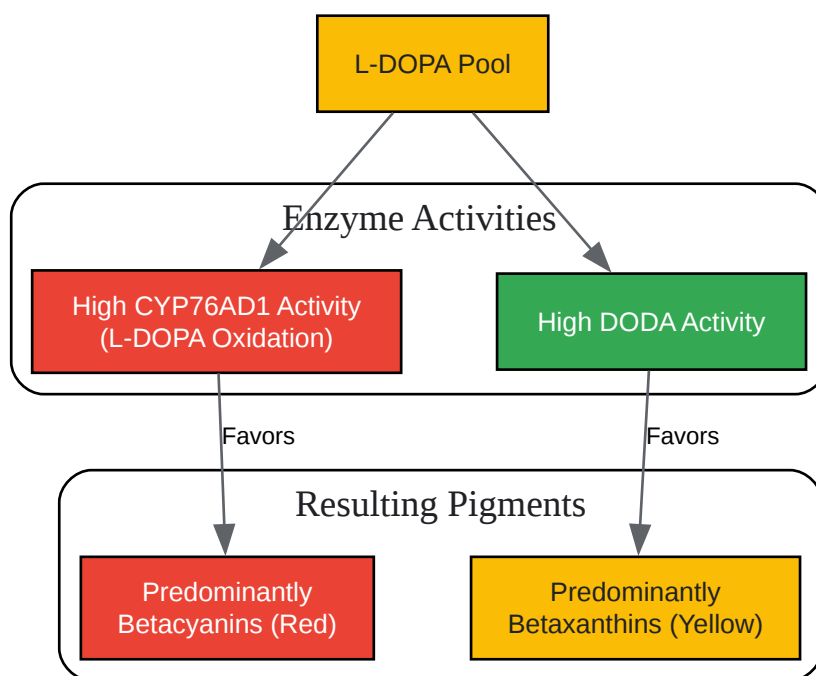 L-DOPA Pool
Enzyme Activities
High CYP76AD1 Activity
(L-DOPA Oxidation)
High DODA Activity
Favors
Favors
Resulting Pigments
Predominantly
Betacyanins (Red)
Predominantly
Betaxanthins (Yellow)